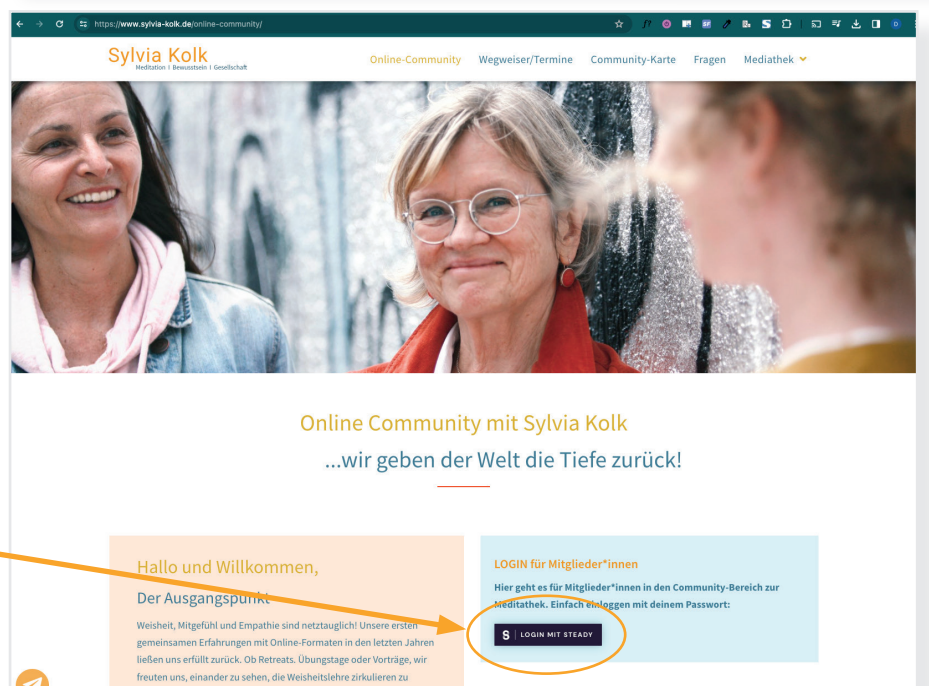 https://www.sylvia-kolk.de/online-community/
Sylvia Kolk
Meditation I Bewusstsein I Gesellschaft
Online-Community Wegweiser/Termine Community-Karte Fragen Mediathek
Online Community mit Sylvia Kolk
...wir geben der Welt die Tiefe zurück!
Hallo und Willkommen,
Der Ausgangspunkt
Weisheit, Mitgefühl und Empathie sind netztauglich! Unsere ersten
gemeinsamen Erfahrungen mit Online-Formaten in den letzten Jahren
ließen uns erfüllt zurück. Ob Retreats. Übungstage oder Vorträge, wir
freuten uns, einander zu sehen, die Weisheitslehre zirkulieren zu
LOGIN für Mitglieder*innen
Hier geht es für Mitglieder*innen in den Community-Bereich zur
Meditathek. Einfach einloggen mit deinem Passwort:
LOGIN MIT STEADY